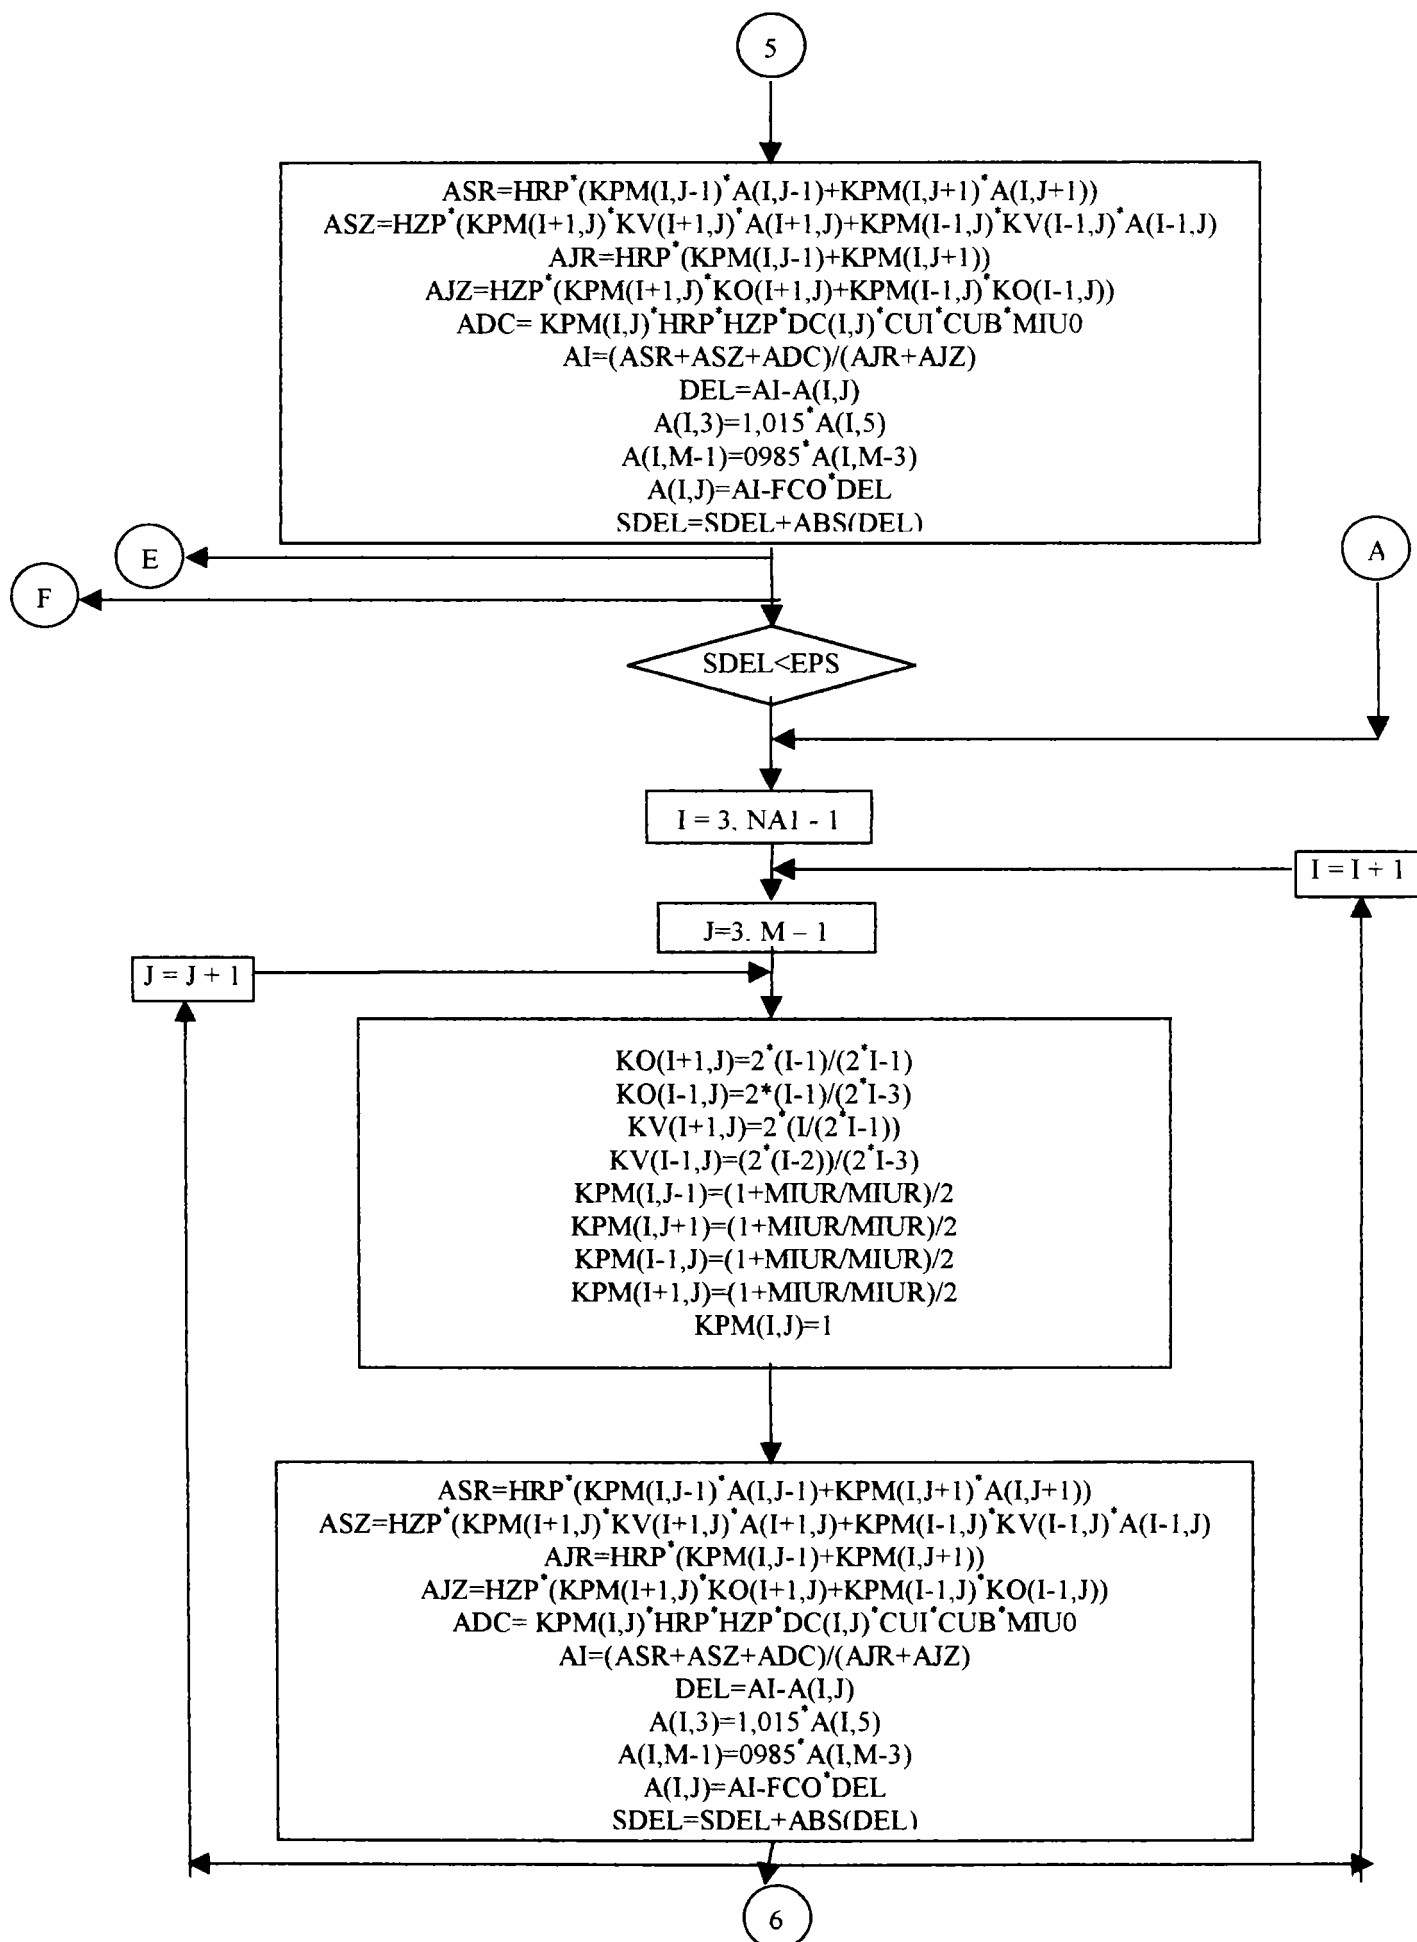 5
ASR=HRP*(KPM(I,J-1)*A(I,J-1)+KPM(I,J+1)*A(I,J+1))
ASZ=HZP*(KPM(I+1,J)*KV(I+1,J)*A(I+1,J)+KPM(I-1,J)*KV(I-1,J)*A(I-1,J)
AJR=HRP*(KPM(I,J-1)+KPM(I,J+1))
AJZ=HZP*(KPM(I+1,J)*KO(I+1,J)+KPM(I-1,J)*KO(I-1,J))
ADC= KPM(I,J)*HRP*HZP*DC(I,J)*CUI*CUB*MIU0
AI=(ASR+ASZ+ADC)/(AJR+AJZ)
DEL=AI-A(I,J)
A(I,3)=1,015*A(I,5)
A(I,M-1)=0985*A(I,M-3)
A(I,J)=AI-FCO*DEL
SDEL=SDEL+ABS(DEL)
E
A
F
SDEL<EPS
I = 3. NA1 - 1
I = I + 1
J=3. M – 1
J = J + 1
KO(I+1,J)=2*(I-1)/(2*I-1)
KO(I-1,J)=2*(I-1)/(2*I-3)
KV(I+1,J)=2*(I/(2*I-1))
KV(I-1,J)=(2*(I-2))/(2*I-3)
KPM(I,J-1)=(1+MIUR/MIUR)/2
KPM(I,J+1)=(1+MIUR/MIUR)/2
KPM(I-1,J)=(1+MIUR/MIUR)/2
KPM(I+1,J)=(1+MIUR/MIUR)/2
KPM(I,J)=1
ASR=HRP*(KPM(I,J-1)*A(I,J-1)+KPM(I,J+1)*A(I,J+1))
ASZ=HZP*(KPM(I+1,J)*KV(I+1,J)*A(I+1,J)+KPM(I-1,J)*KV(I-1,J)*A(I-1,J)
AJR=HRP*(KPM(I,J-1)+KPM(I,J+1))
AJZ=HZP*(KPM(I+1,J)*KO(I+1,J)+KPM(I-1,J)*KO(I-1,J))
ADC= KPM(I,J)*HRP*HZP*DC(I,J)*CUI*CUB*MIU0
AI=(ASR+ASZ+ADC)/(AJR+AJZ)
DEL=AI-A(I,J)
A(I,3)=1,015*A(I,5)
A(I,M-1)=0985*A(I,M-3)
A(I,J)=AI-FCO*DEL
SDEL=SDEL+ABS(DEL)
6